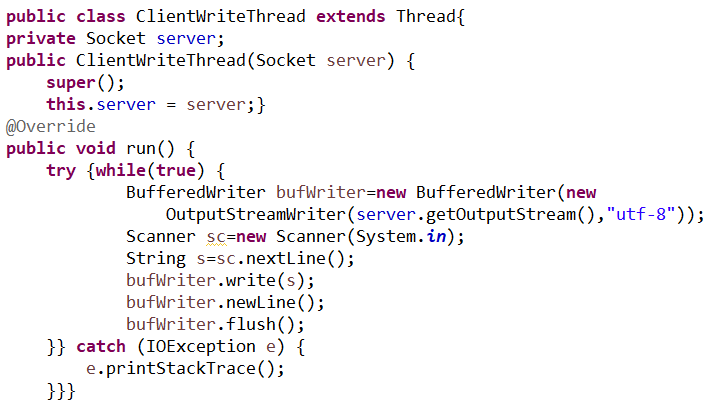 public class ClientWriteThread extends Thread{
private Socket server;
public ClientWriteThread(Socket server) {
    super();
    this.server = server;}
@Override
public void run() {
    try {while(true) {
            BufferedWriter bufWriter=new BufferedWriter(new
                OutputStreamWriter(server.getOutputStream(),"utf-8"));
            Scanner sc=new Scanner(System.in);
            String s=sc.nextLine();
            bufWriter.write(s);
            bufWriter.newLine();
            bufWriter.flush();
    }} catch (IOException e) {
        e.printStackTrace();
    }}}